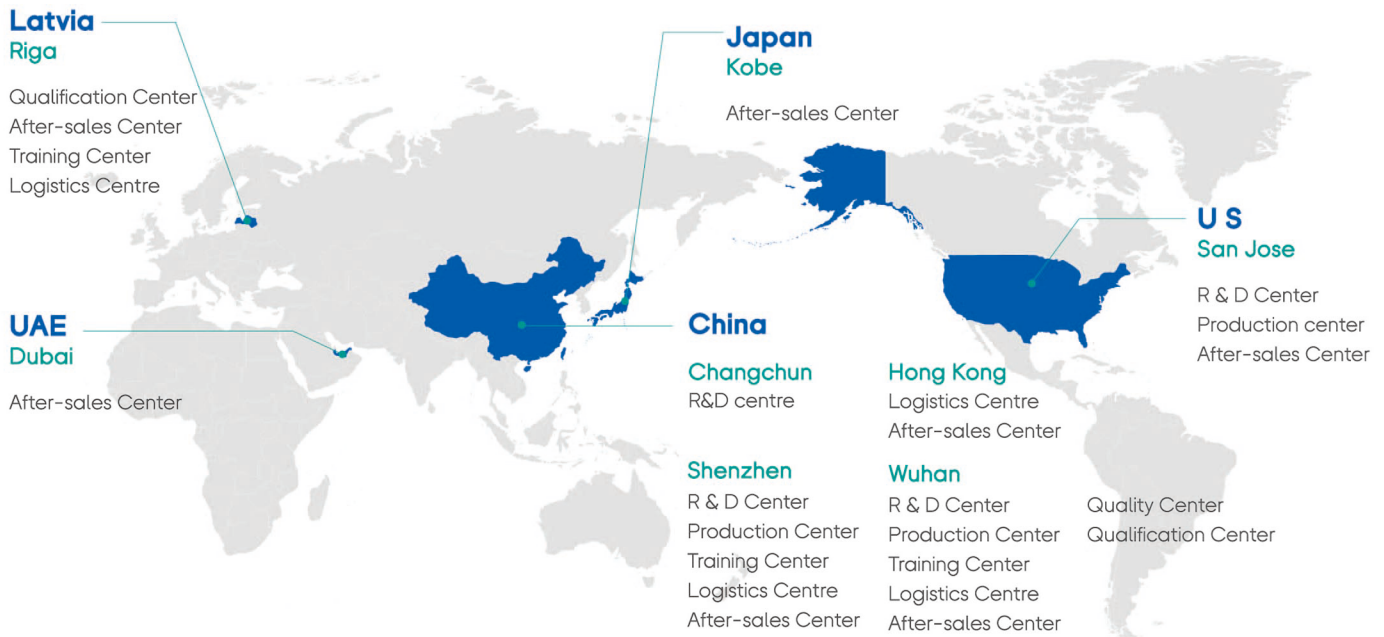 Latvia
Riga
Qualification Center
After-sales Center
Training Center
Logistics Centre
Japan
Kobe
After-sales Center
U S
San Jose
R & D Center
Production center
After-sales Center
UAE
Dubai
After-sales Center
China
Changchun
R&D centre
Hong Kong
Logistics Centre
After-sales Center
Shenzhen
R & D Center
Production Center
Training Center
Logistics Centre
After-sales Center
Wuhan
R & D Center
Production Center
Training Center
Logistics Centre
After-sales Center
Quality Center
Qualification Center